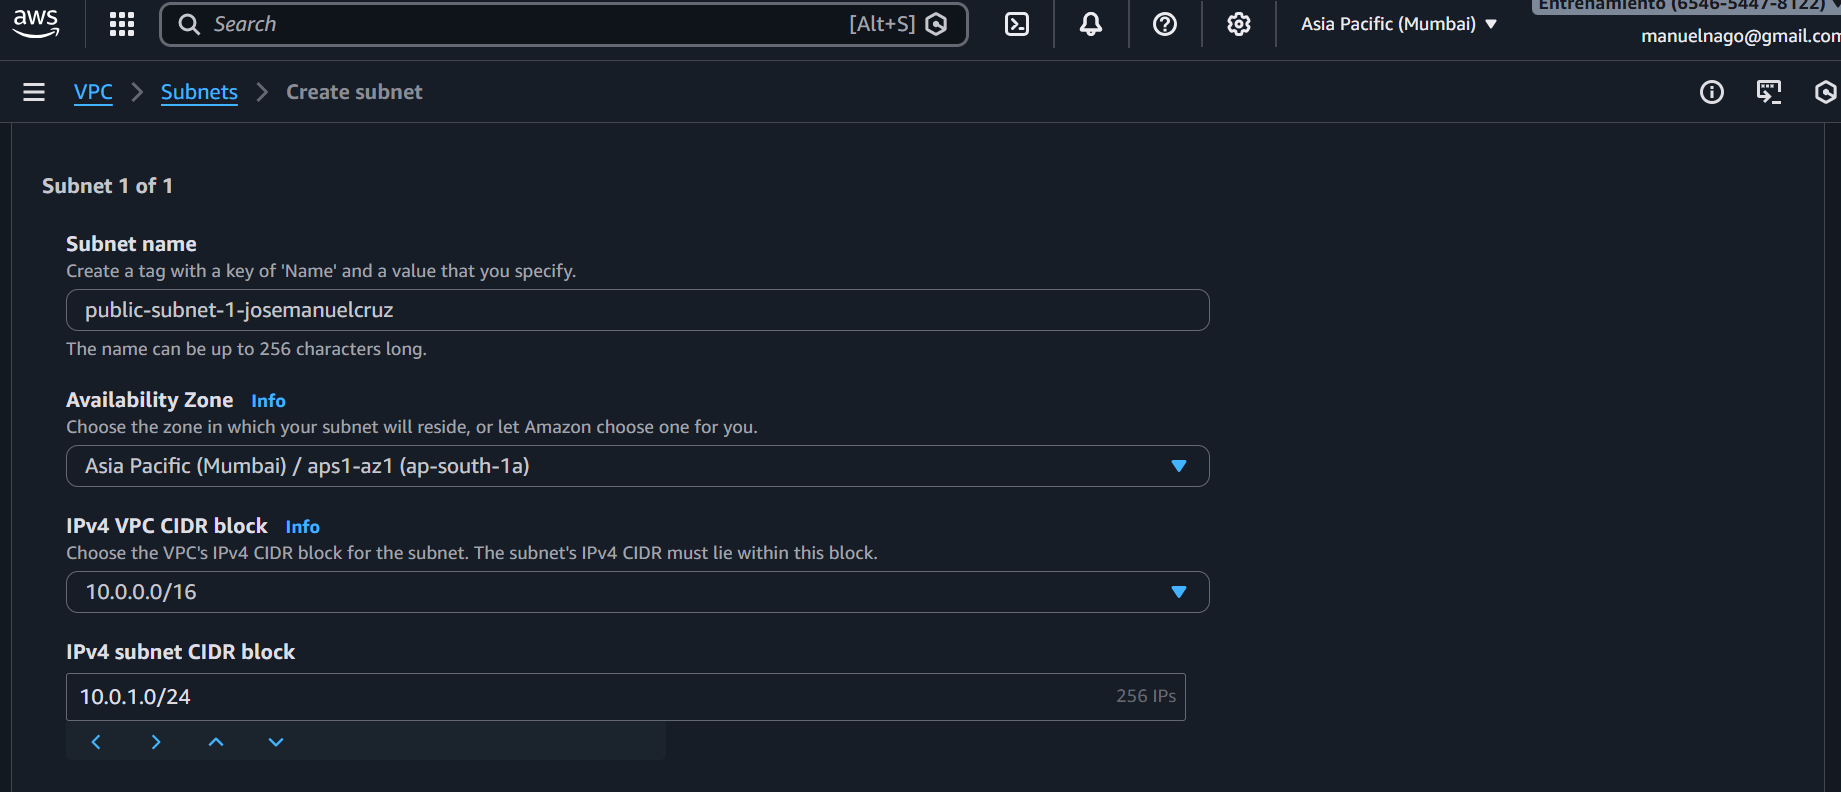 aws
Search [Alt+S]
Asia Pacific (Mumbai)
Entrenamiento (6546-5447-8122)
manuelnago@gmail.com
VPC > Subnets > Create subnet
Subnet 1 of 1
Subnet name
Create a tag with a key of 'Name' and a value that you specify.
public-subnet-1-josemanuelcruz
The name can be up to 256 characters long.
Availability Zone Info
Choose the zone in which your subnet will reside, or let Amazon choose one for you.
Asia Pacific (Mumbai) / aps1-az1 (ap-south-1a)
IPv4 VPC CIDR block Info
Choose the VPC's IPv4 CIDR block for the subnet. The subnet's IPv4 CIDR must lie within this block.
10.0.0.0/16
IPv4 subnet CIDR block
10.0.1.0/24 256 IPs